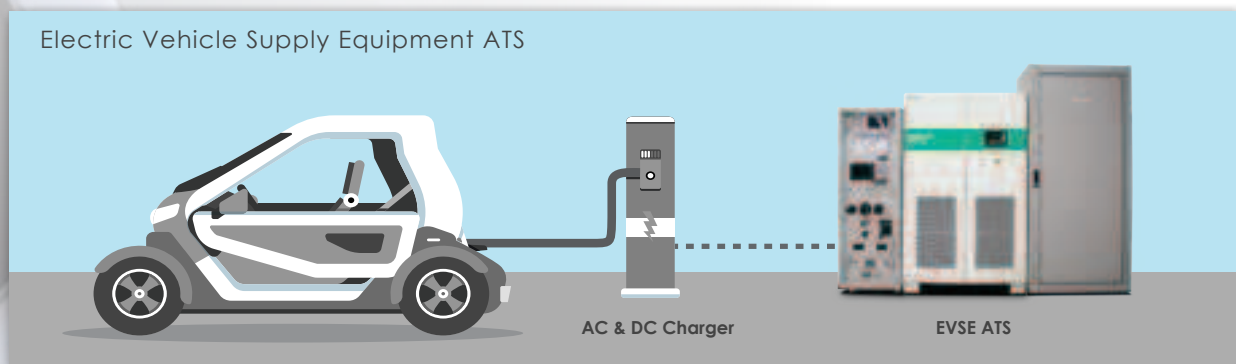 Electric Vehicle Supply Equipment ATS
AC & DC Charger
EVSE ATS